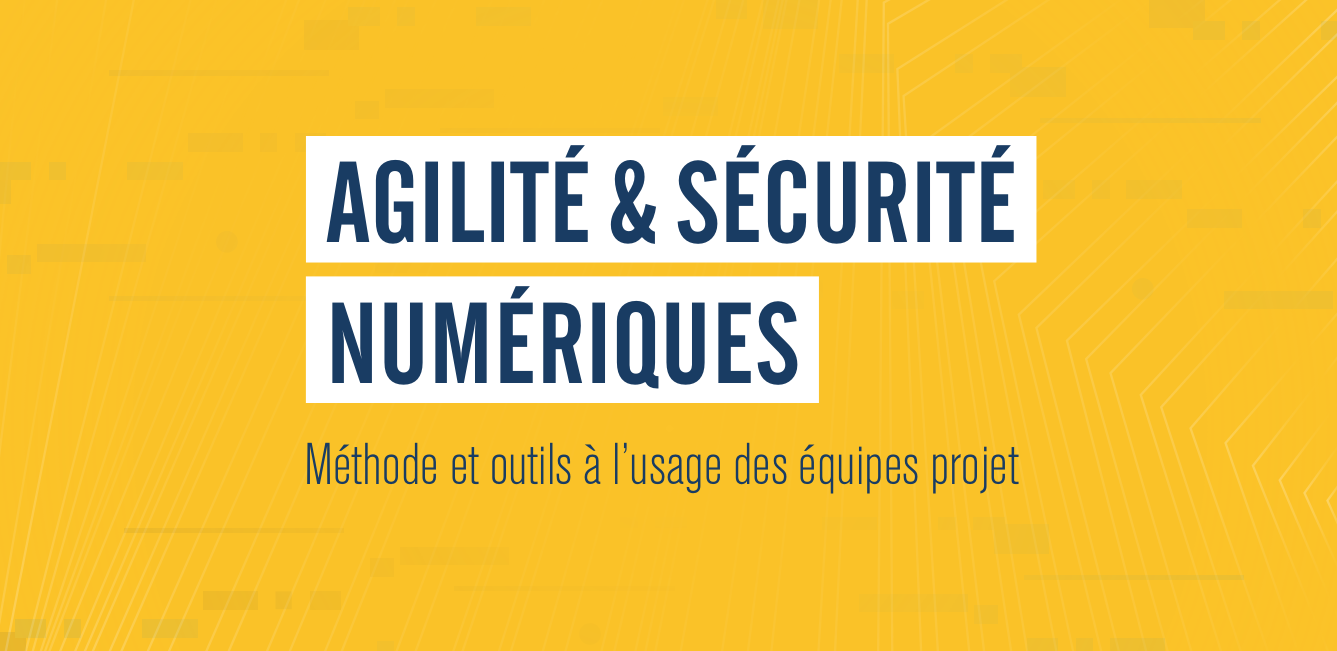 AGILITÉ & SÉCURITÉ
NUMÉRIQUES
Méthode et outils à l'usage des équipes projet